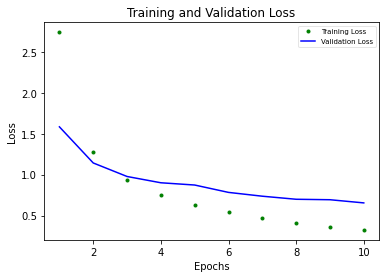 Training and Validation Loss
Training Loss
Validation Loss
2.5
2.0
1.5
1.0
0.5
Loss
2 4 6 8 10
Epochs